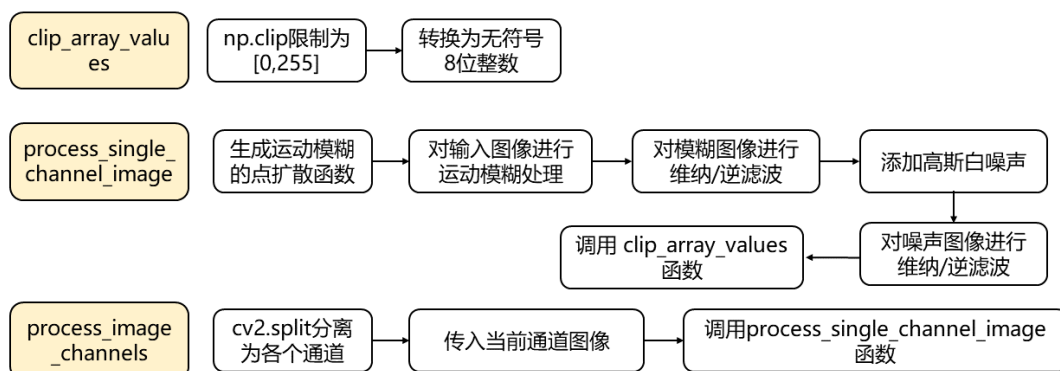 clip_array_valu
es
np.clip限制为
[0,255]
转换为无符号
8位整数
process_single_
channel_image
生成运动模糊
的点扩散函数
对输入图像进行
运动模糊处理
对模糊图像进行
维纳/逆滤波
添加高斯白噪声
对噪声图像进行
维纳/逆滤波
调用 clip_array_values
函数
process_image
_channels
cv2.split分离
为各个通道
传入当前通道图像
调用process_single_channel_image
函数